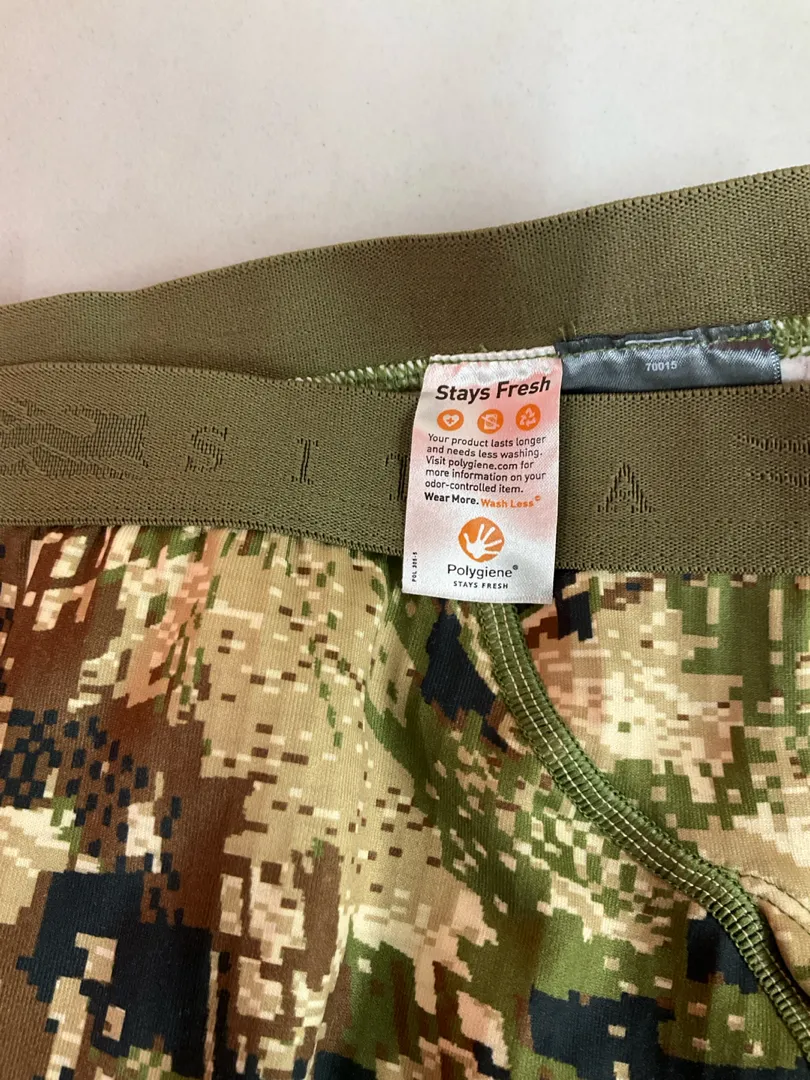 70015
Stays Fresh
Your product lasts longer
and needs less washing.
Visit polygiene.com for
more information on your
odor-controlled item.
Wear More. Wash Less©
S I A
Polygiene®
STAYS FRESH